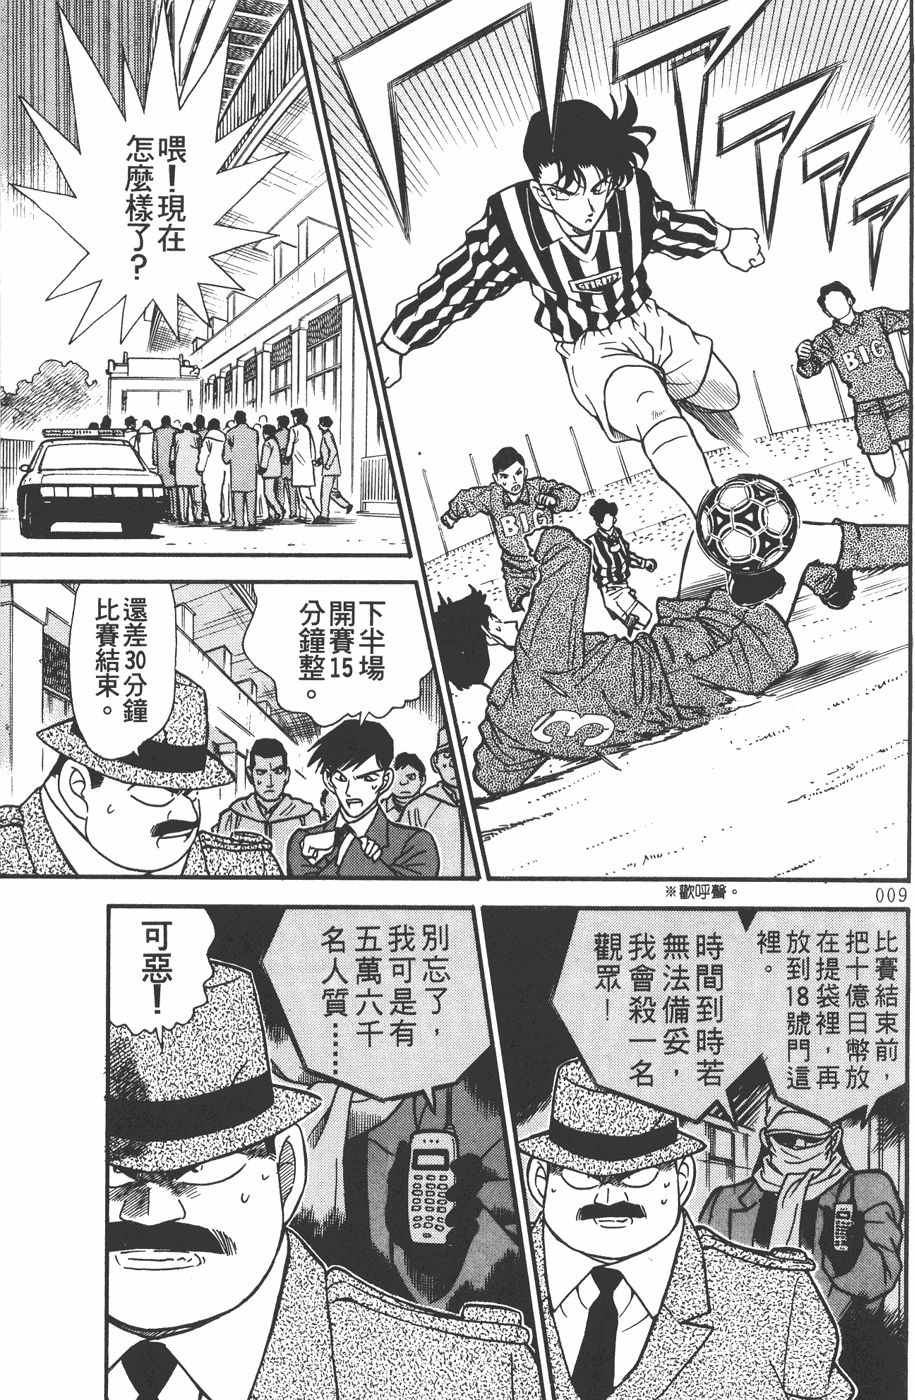 SPIRITS
BIG
BIG
3
※歡呼聲。
009
喂！現在
怎麼樣了？
下半場
開賽15
分鐘整。
還差30分鐘
比賽結束。
比賽結束前，
把十億日幣放
在提袋裡，再
放到18號門這
裡。
時間到時若
無法備妥，
我會殺一名
觀眾！
別忘了，
我可是有
五萬六千
名人質……
可惡！